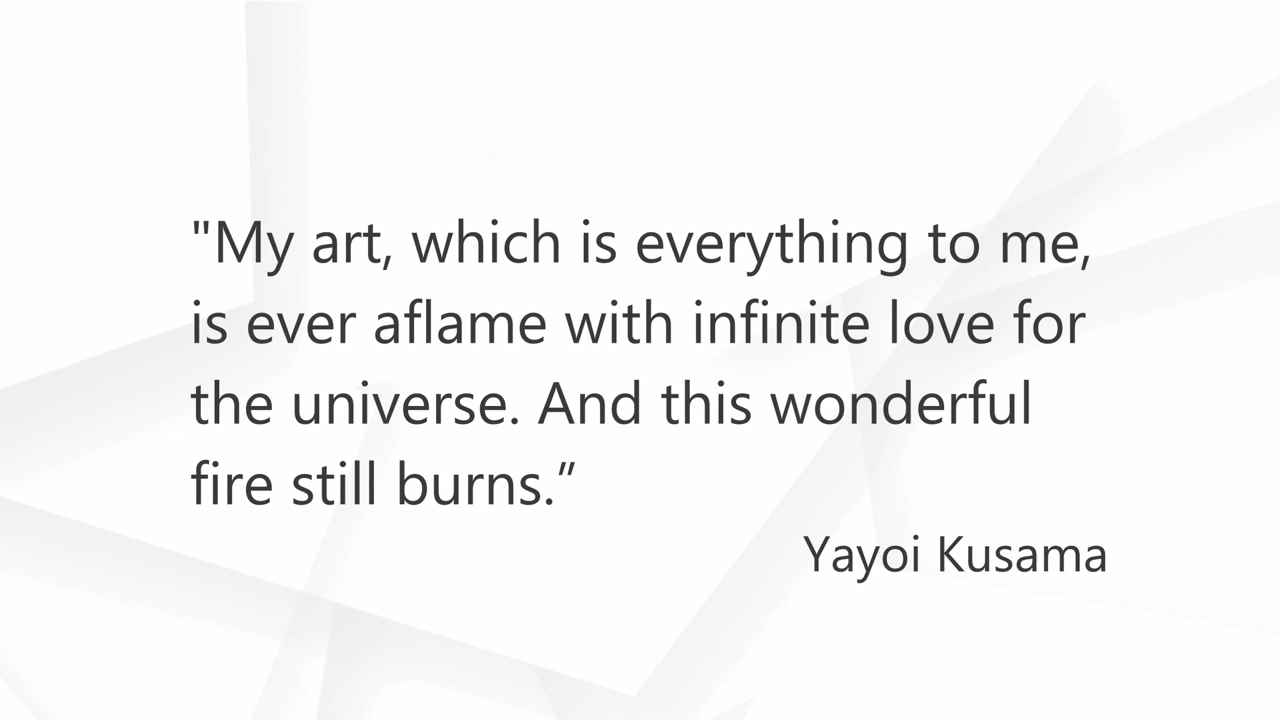 "My art, which is everything to me,
is ever aflame with infinite love for
the universe. And this wonderful
fire still burns.”
Yayoi Kusama